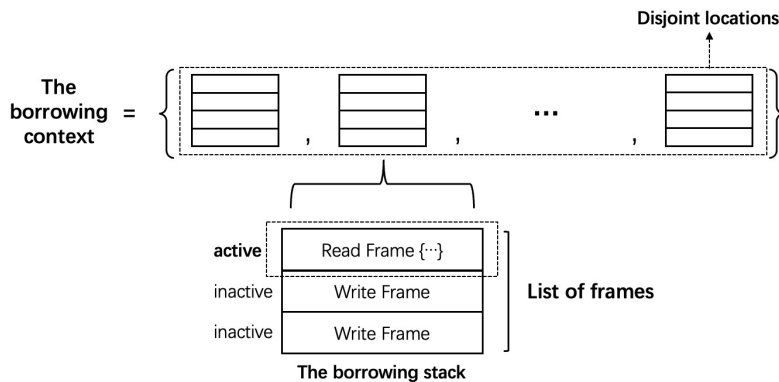 Disjoint locations
The
borrowing
context
=
{
,
,
...
,
}
active
Read Frame {···}
inactive
Write Frame
List of frames
inactive
Write Frame
The borrowing stack